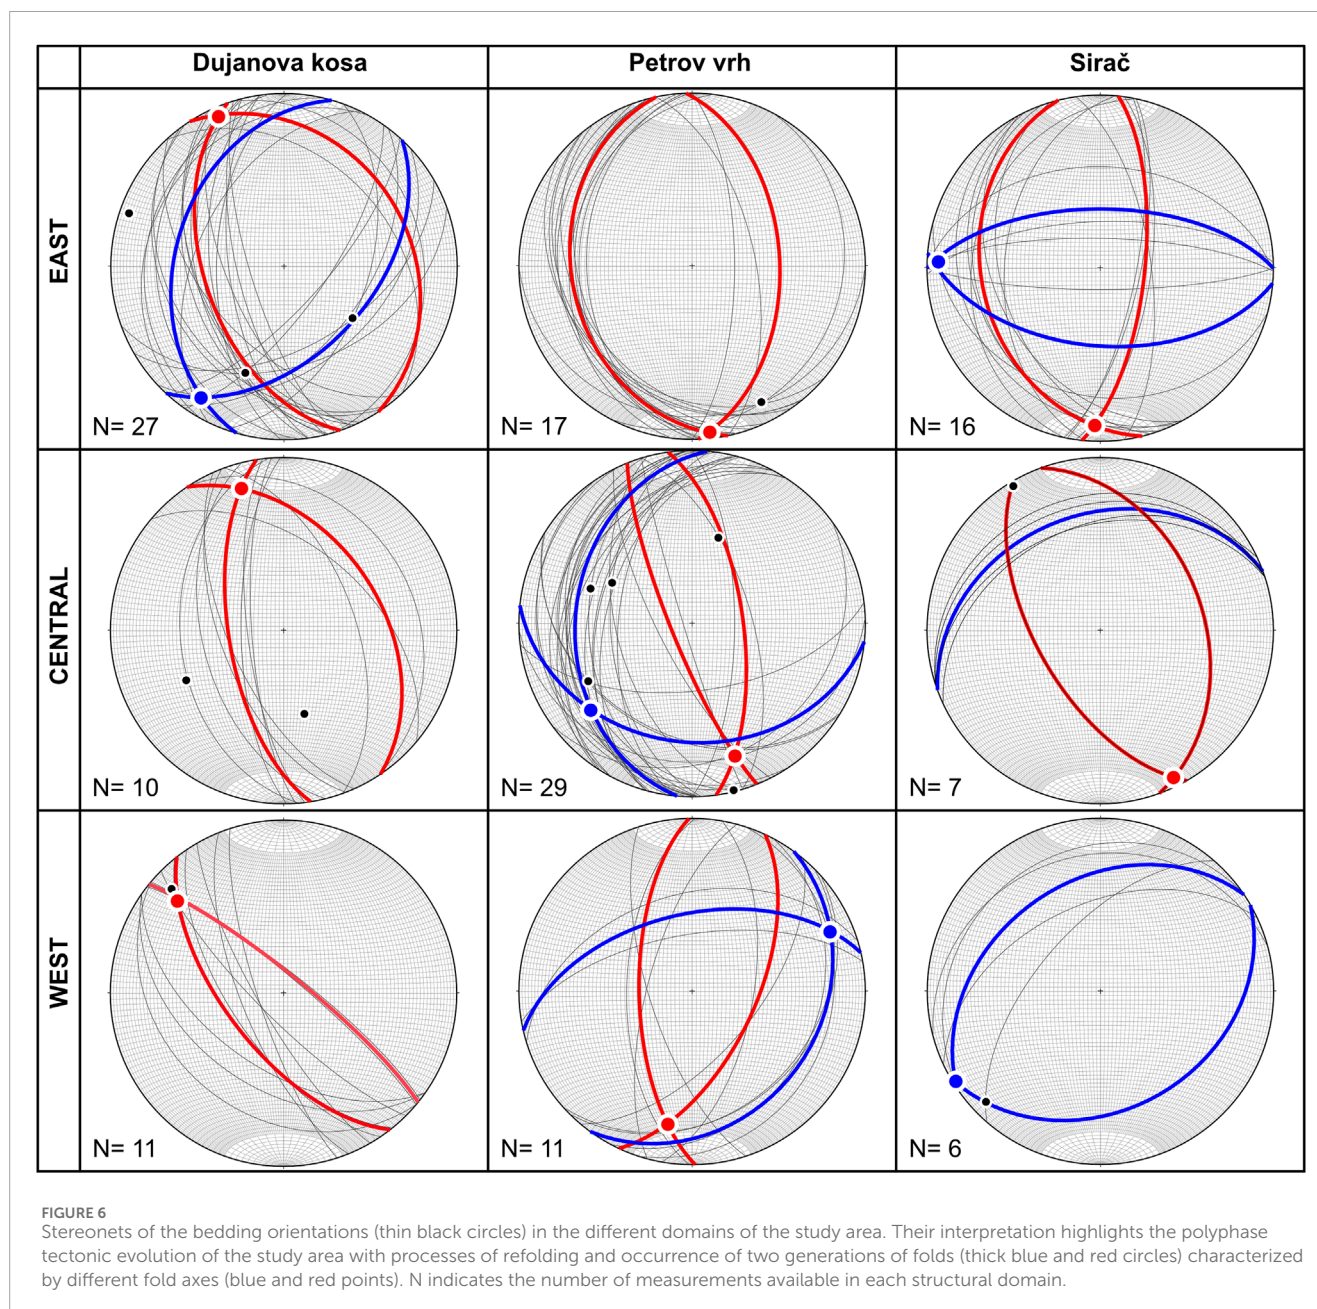 Dujanova kosa
Petrov vrh
Sirač
EAST
N= 27
N= 17
N= 16
CENTRAL
N= 10
N= 29
N= 7
WEST
N= 11
N= 11
N= 6
FIGURE 6
Stereonets of the bedding orientations (thin black circles) in the different domains of the study area. Their interpretation highlights the polyphase
tectonic evolution of the study area with processes of refolding and occurrence of two generations of folds (thick blue and red circles) characterized
by different fold axes (blue and red points). N indicates the number of measurements available in each structural domain.